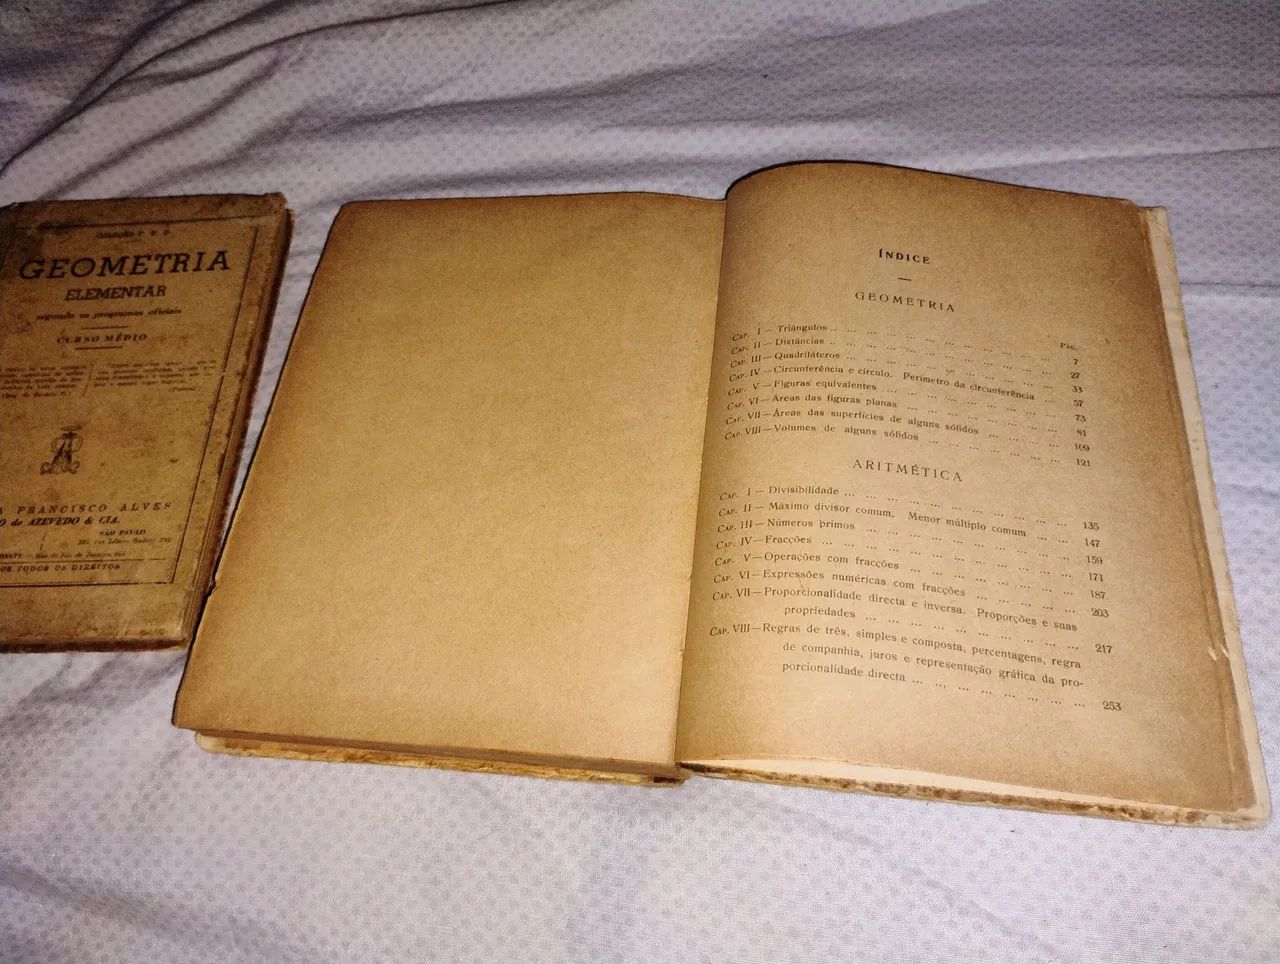 GEOMETRIA
ELEMENTAR
segundo os programas oficiais
CURSO MÉDIO
FRANCISCO ALVES
de AZEVEDO & CIA.
SÃO PAULO
TODOS OS DIREITOS
ÍNDICE
GEOMETRIA
Pág.
CAP. I — Triângulos ... 7
CAP. II — Distâncias ... 27
CAP. III — Quadriláteros ... 33
CAP. IV — Circunferência e círculo. Perímetro da circunferência ... 57
CAP. V — Figuras equivalentes ... 73
CAP. VI — Áreas das figuras planas ... 81
CAP. VII — Áreas das superfícies de alguns sólidos ... 109
CAP. VIII — Volumes de alguns sólidos ... 121
ARITMÉTICA
CAP. I — Divisibilidade ... 135
CAP. II — Máximo divisor comum. Menor múltiplo comum ... 147
CAP. III — Números primos ... 159
CAP. IV — Fracções ... 171
CAP. V — Operações com fracções ... 187
CAP. VI — Expressões numéricas com fracções ... 203
CAP. VII — Proporcionalidade directa e inversa. Proporções e suas
propriedades ... 217
CAP. VIII — Regras de três, simples e composta, percentagens, regra
de companhia, juros e representação gráfica da pro-
porcionalidade directa ... 253